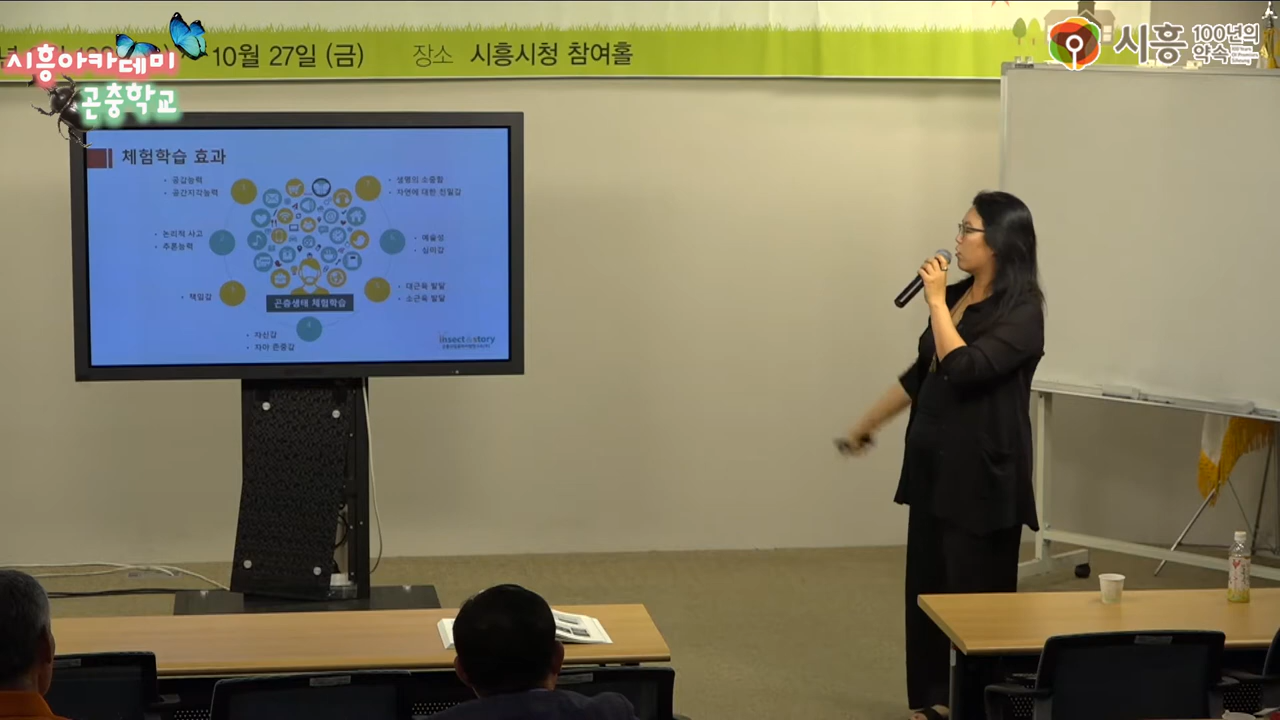 10월 27일 (금) 장소 시흥시청 참여홀
시흥아카데미
곤충학교
시흥 100년의
약속
체험학습 효과
• 공감능력
• 공간지각능력
• 생명의 소중함
• 자연에 대한 친밀감
• 논리적 사고
• 추론능력
• 예술성
• 심미감
• 책임감
• 대근육 발달
• 소근육 발달
곤충생태 체험학습
• 자신감
• 자아 존중감
insect story